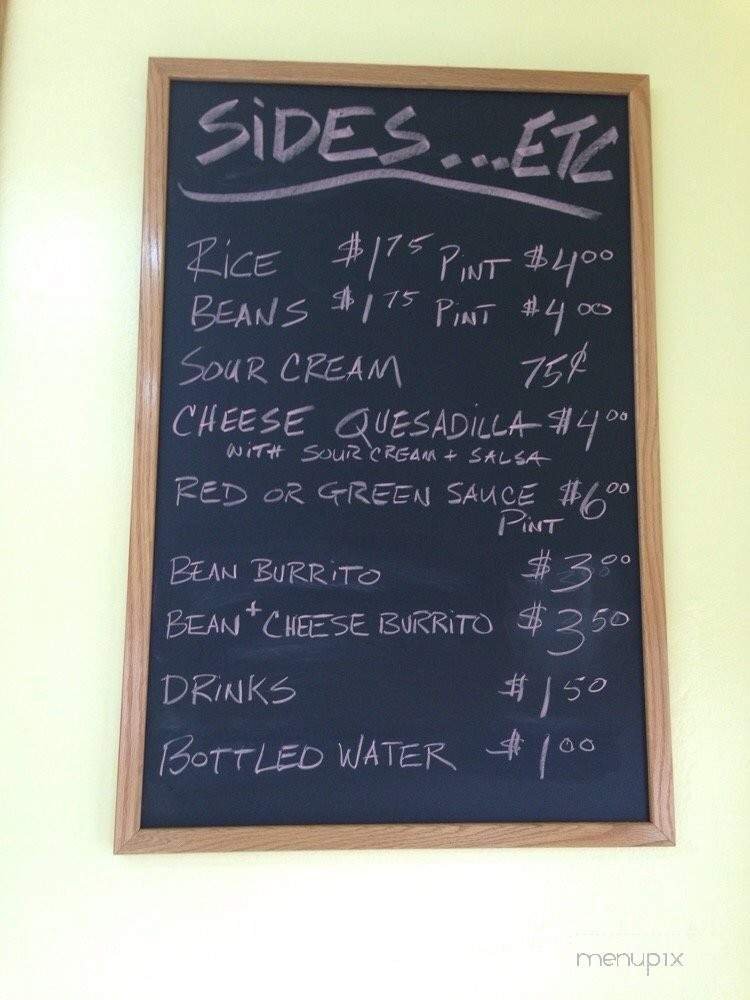 SiDES...ETC
RiCE $1.75 PiNT $4.00
BEANS $1.75 PiNT $4.00
SOUR CREAM 75¢
CHEESE QUESADILLA $4.00
WITH SOUR CREAM + SALSA
RED OR GREEN SAUCE $6.00
PiNT
BEAN BURRiTO $3.00
BEAN + CHEESE BURRiTO $3.50
DRiNKS $1.50
BOTTLED WATER $1.00
menupix